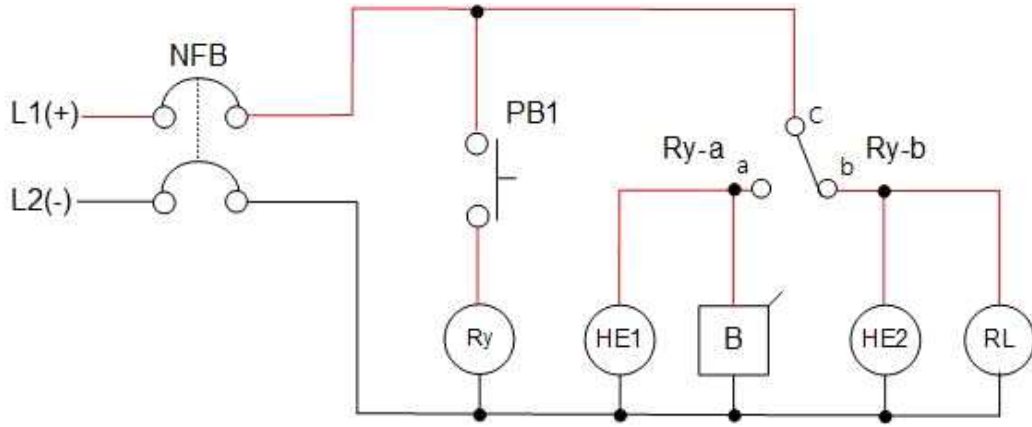 NFB
L1(+)
L2(-)
PB1
C
Ry-a
a
b
Ry-b
Ry
HE1
B
HE2
RL